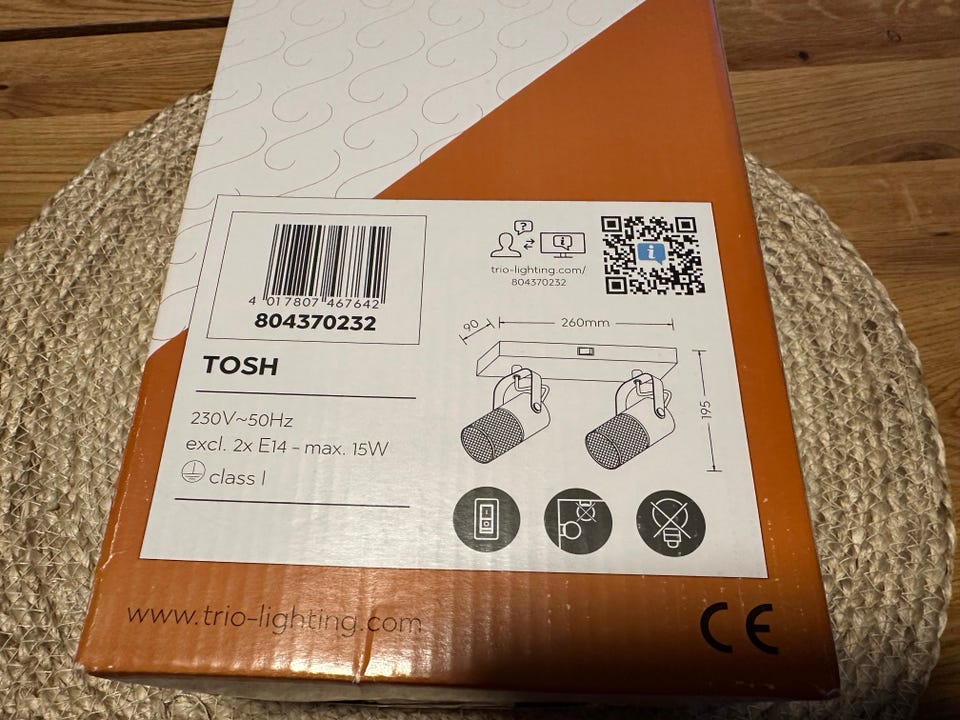 4 017807 467642
804370232
TOSH
230V~50Hz
excl. 2x E14 - max. 15W
class I
?
i
trio-lighting.com/
804370232
i
90
260mm
195
www.trio-lighting.com
CE